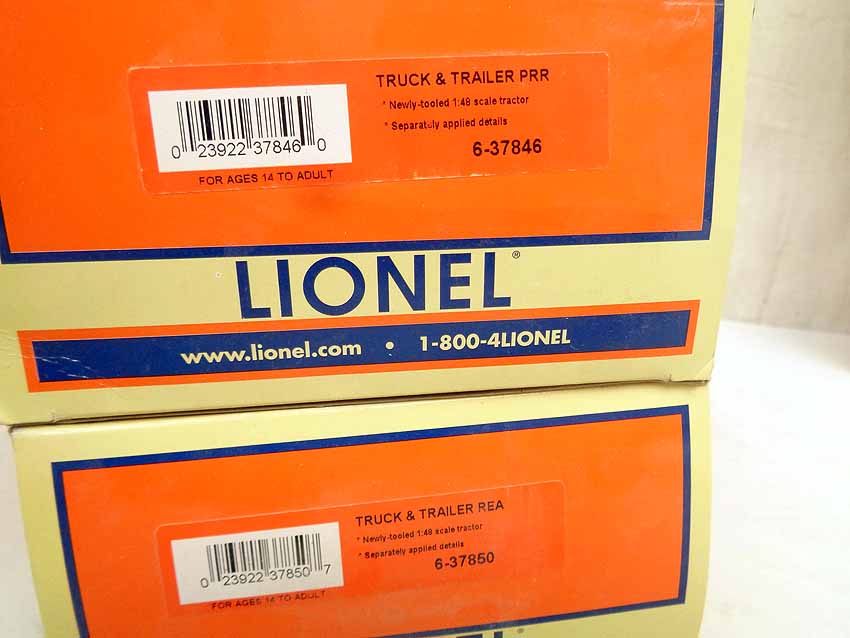 TRUCK & TRAILER PRR
* Newly-tooled 1:48 scale tractor
* Separately applied details
6-37846
0 23922 37846 0
FOR AGES 14 TO ADULT
LIONEL®
www.lionel.com • 1-800-4LIONEL
TRUCK & TRAILER REA
* Newly-tooled 1:48 scale tractor
* Separately applied details
6-37850
0 23922 37850 7
FOR AGES 14 TO ADULT
LIONEL®